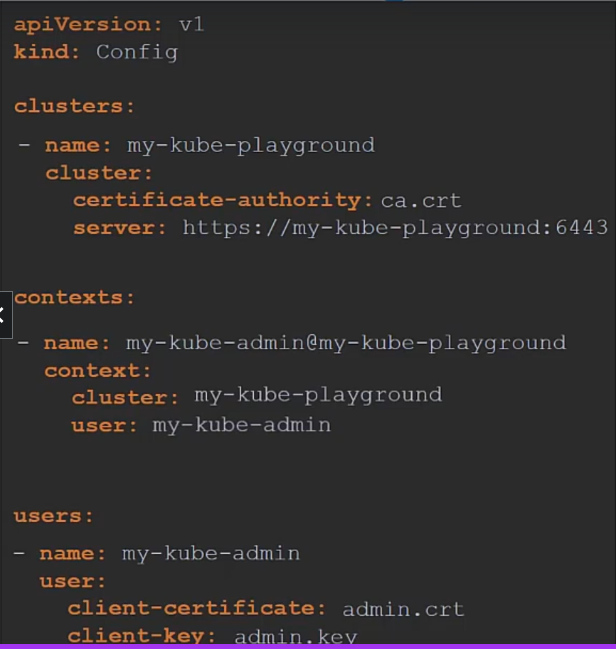 apiVersion: v1
kind: Config
clusters:
- name: my-kube-playground
cluster:
certificate-authority: ca.crt
server: https://my-kube-playground:6443
contexts:
- name: my-kube-admin@my-kube-playground
context:
cluster: my-kube-playground
user: my-kube-admin
users:
- name: my-kube-admin
user:
client-certificate: admin.crt
client-key: admin.key